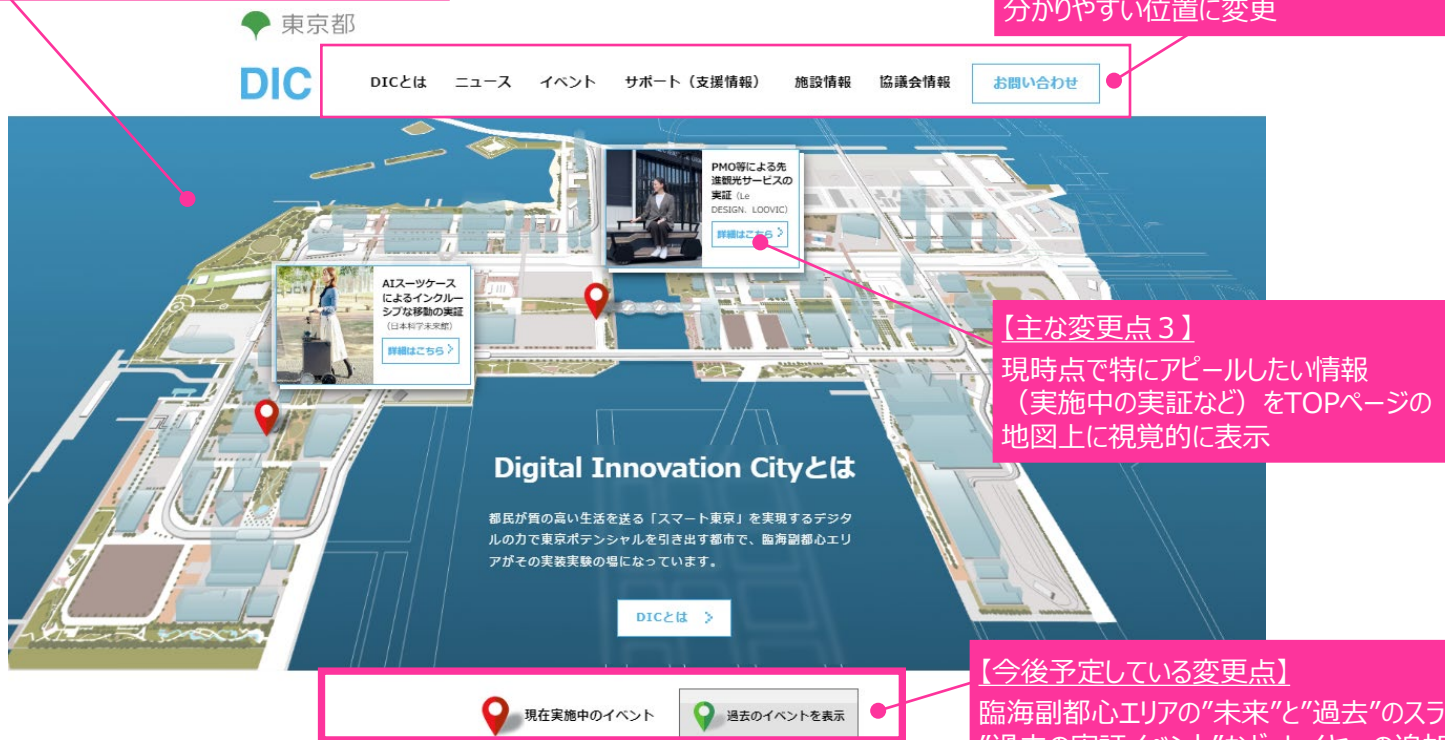 分かりやすい位置に変更
東京都
DIC
DICとは ニュース イベント サポート（支援情報） 施設情報 協議会情報 お問い合わせ
PMO等による先
進観光サービスの
実証（Le
DESIGN、LOOVIC）
詳細はこちら >
AIスーツケース
によるインクルー
シブな移動の実証
（日本科学未来館）
詳細はこちら >
【主な変更点３】
現時点で特にアピールしたい情報
（実施中の実証など）をTOPページの
地図上に視覚的に表示
Digital Innovation Cityとは
都民が質の高い生活を送る「スマート東京」を実現するデジタ
ルの力で東京ポテンシャルを引き出す都市で、臨海副都心エリ
アがその実装実験の場になっています。
DICとは >
【今後予定している変更点】
臨海副都心エリアの”未来”と”過去”のスラ
現在実施中のイベント 過去のイベントを表示